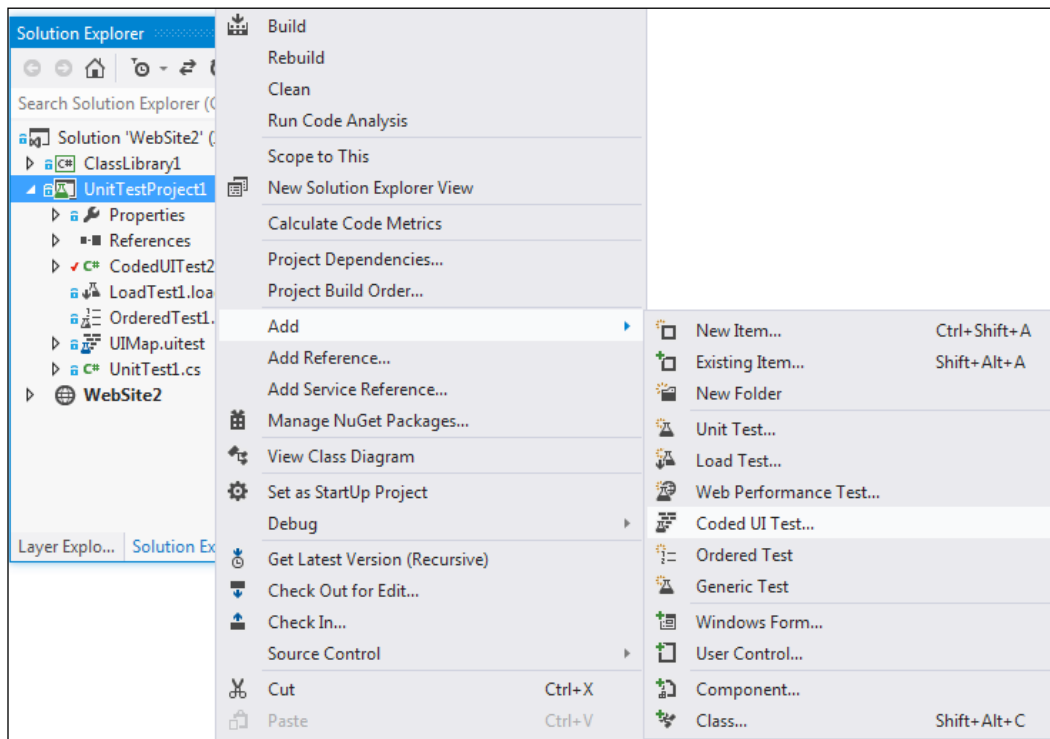 Solution Explorer
Search Solution Explorer (
Solution 'WebSite2' (
C# ClassLibrary1
UnitTestProject1
Properties
References
C# CodedUITest2
LoadTest1.loa
OrderedTest1.
UIMap.uitest
C# UnitTest1.cs
WebSite2
Layer Explo... Solution Ex
Build
Rebuild
Clean
Run Code Analysis
Scope to This
New Solution Explorer View
Calculate Code Metrics
Project Dependencies...
Project Build Order...
Add
Add Reference...
Add Service Reference...
Manage NuGet Packages...
View Class Diagram
Set as StartUp Project
Debug
Get Latest Version (Recursive)
Check Out for Edit...
Check In...
Source Control
Cut Ctrl+X
Paste Ctrl+V
New Item... Ctrl+Shift+A
Existing Item... Shift+Alt+A
New Folder
Unit Test...
Load Test...
Web Performance Test...
Coded UI Test...
Ordered Test
Generic Test
Windows Form...
User Control...
Component...
Class... Shift+Alt+C